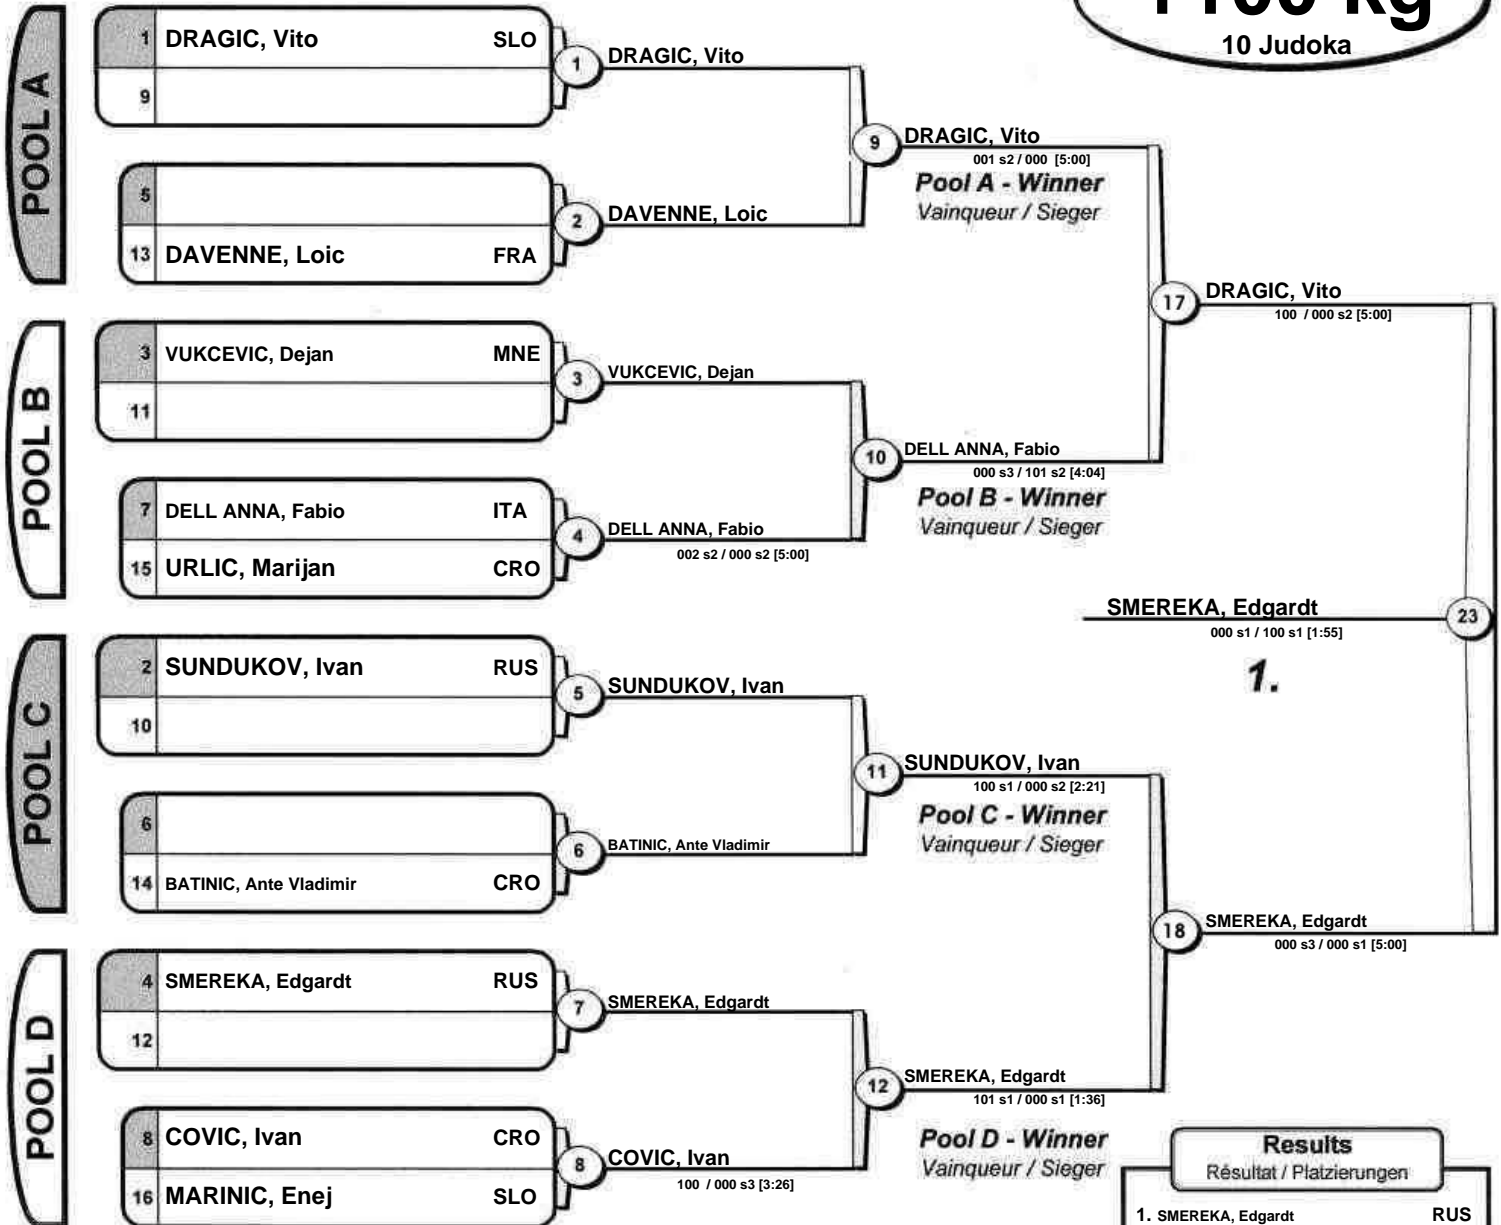 10 Judoka
POOL A
1 DRAGIC, Vito SLO
9
1 DRAGIC, Vito
5
13 DAVENNE, Loic FRA
2 DAVENNE, Loic
9 DRAGIC, Vito
001 s2 / 000 [5:00]
Pool A - Winner
Vainqueur / Sieger
POOL B
3 VUKCEVIC, Dejan MNE
11
3 VUKCEVIC, Dejan
7 DELL ANNA, Fabio ITA
15 URLIC, Marijan CRO
4 DELL ANNA, Fabio
002 s2 / 000 s2 [5:00]
10 DELL ANNA, Fabio
000 s3 / 101 s2 [4:04]
Pool B - Winner
Vainqueur / Sieger
17 DRAGIC, Vito
100 / 000 s2 [5:00]
SMEREKA, Edgardt 23
000 s1 / 100 s1 [1:55]
1.
POOL C
2 SUNDUKOV, Ivan RUS
10
5 SUNDUKOV, Ivan
6
14 BATINIC, Ante Vladimir CRO
6 BATINIC, Ante Vladimir
11 SUNDUKOV, Ivan
100 s1 / 000 s2 [2:21]
Pool C - Winner
Vainqueur / Sieger
18 SMEREKA, Edgardt
000 s3 / 000 s1 [5:00]
POOL D
4 SMEREKA, Edgardt RUS
12
7 SMEREKA, Edgardt
8 COVIC, Ivan CRO
16 MARINIC, Enej SLO
8 COVIC, Ivan
100 / 000 s3 [3:26]
12 SMEREKA, Edgardt
101 s1 / 000 s1 [1:36]
Pool D - Winner
Vainqueur / Sieger
Results
Résultat / Platzierungen
1. SMEREKA, Edgardt RUS